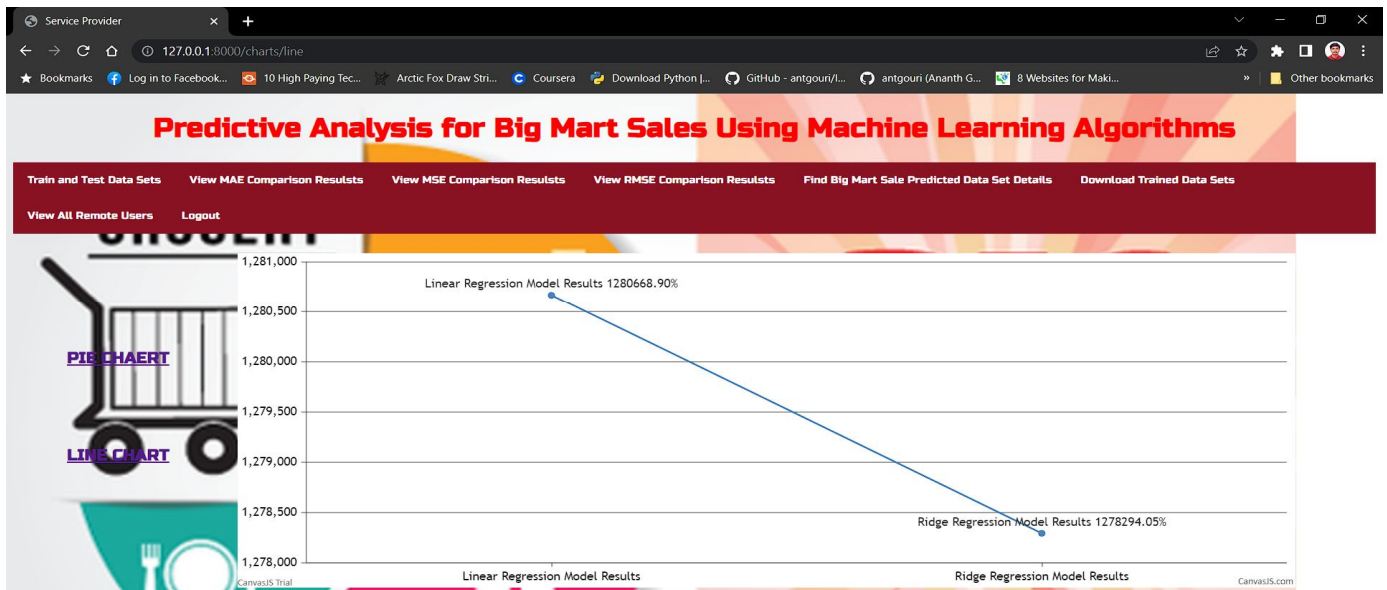 Service Provider
127.0.0.1:8000/charts/line
Bookmarks Log in to Facebook... 10 High Paying Tec... Arctic Fox Draw Stri... Coursera Download Python |... GitHub - antgouri/I... antgouri (Ananth G... 8 Websites for Maki... » Other bookmarks
Predictive Analysis for Big Mart Sales Using Machine Learning Algorithms
Train and Test Data Sets View MAE Comparison Resulsts View MSE Comparison Resulsts View RMSE Comparison Resulsts Find Big Mart Sale Predicted Data Set Details Download Trained Data Sets
View All Remote Users Logout
1,281,000
Linear Regression Model Results 1280668.90%
1,280,500
PIE CHAERT
1,280,000
1,279,500
LINE CHART
1,279,000
1,278,500
Ridge Regression Model Results 1278294.05%
1,278,000
Linear Regression Model Results Ridge Regression Model Results
CanvasJS Trial CanvasJS.com